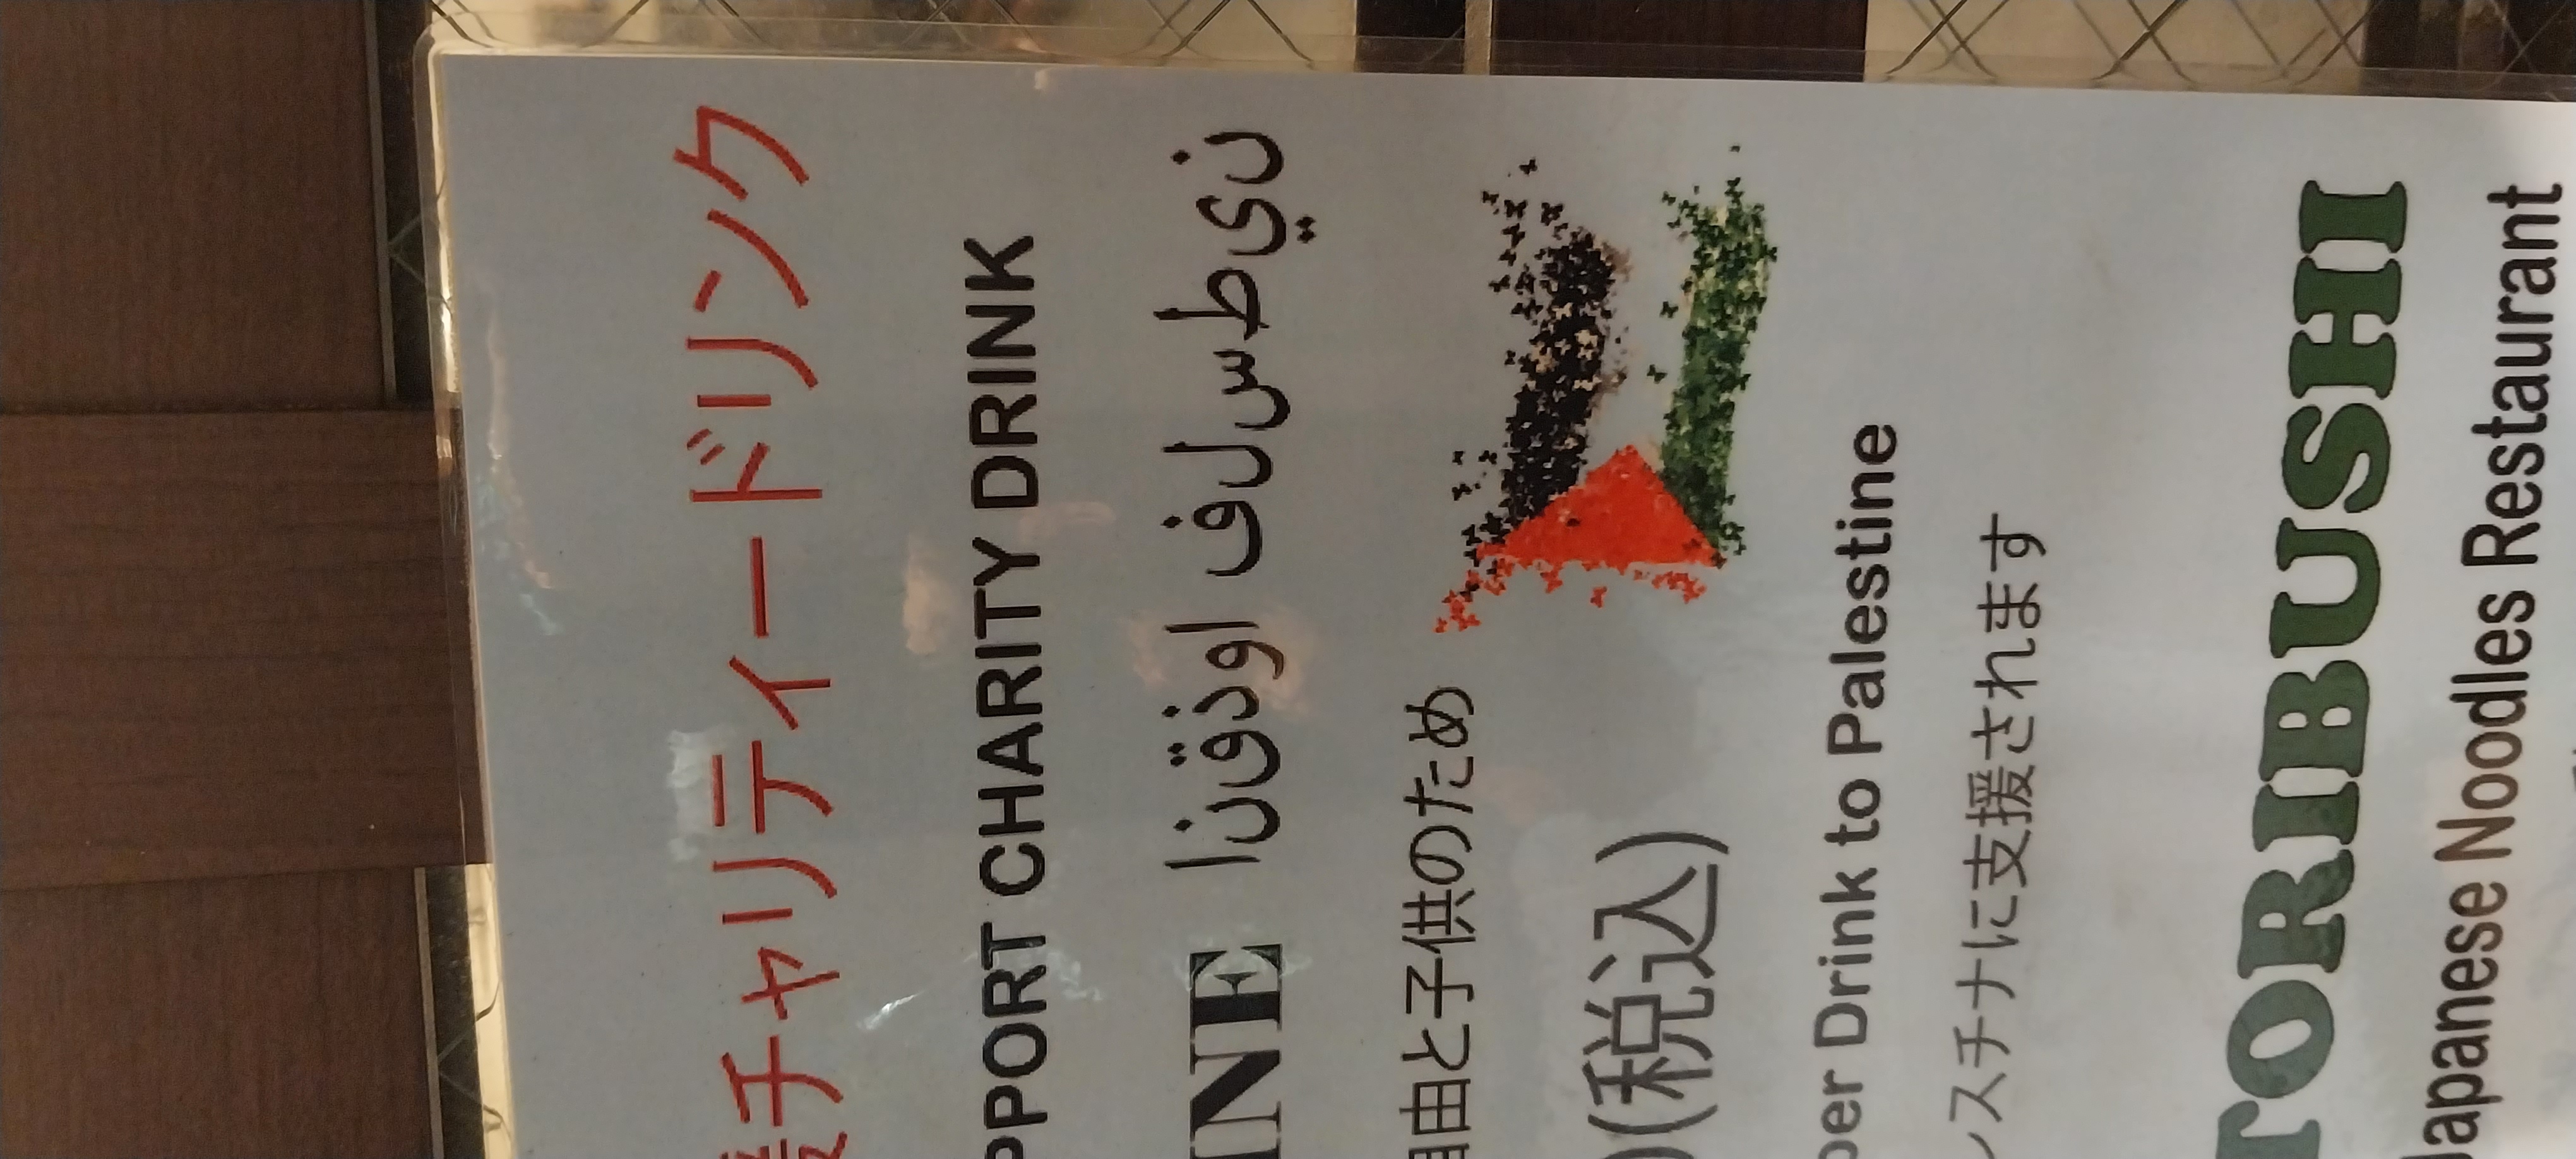 援チャリティードリンク
PPORT CHARITY DRINK
INE ا ن ق ذ و ا ف ل س ط ي ن
自由と子供のため
(税込)
per Drink to Palestine
レスチナに支援されます
TORIBUSHI
Japanese Noodles Restaurant